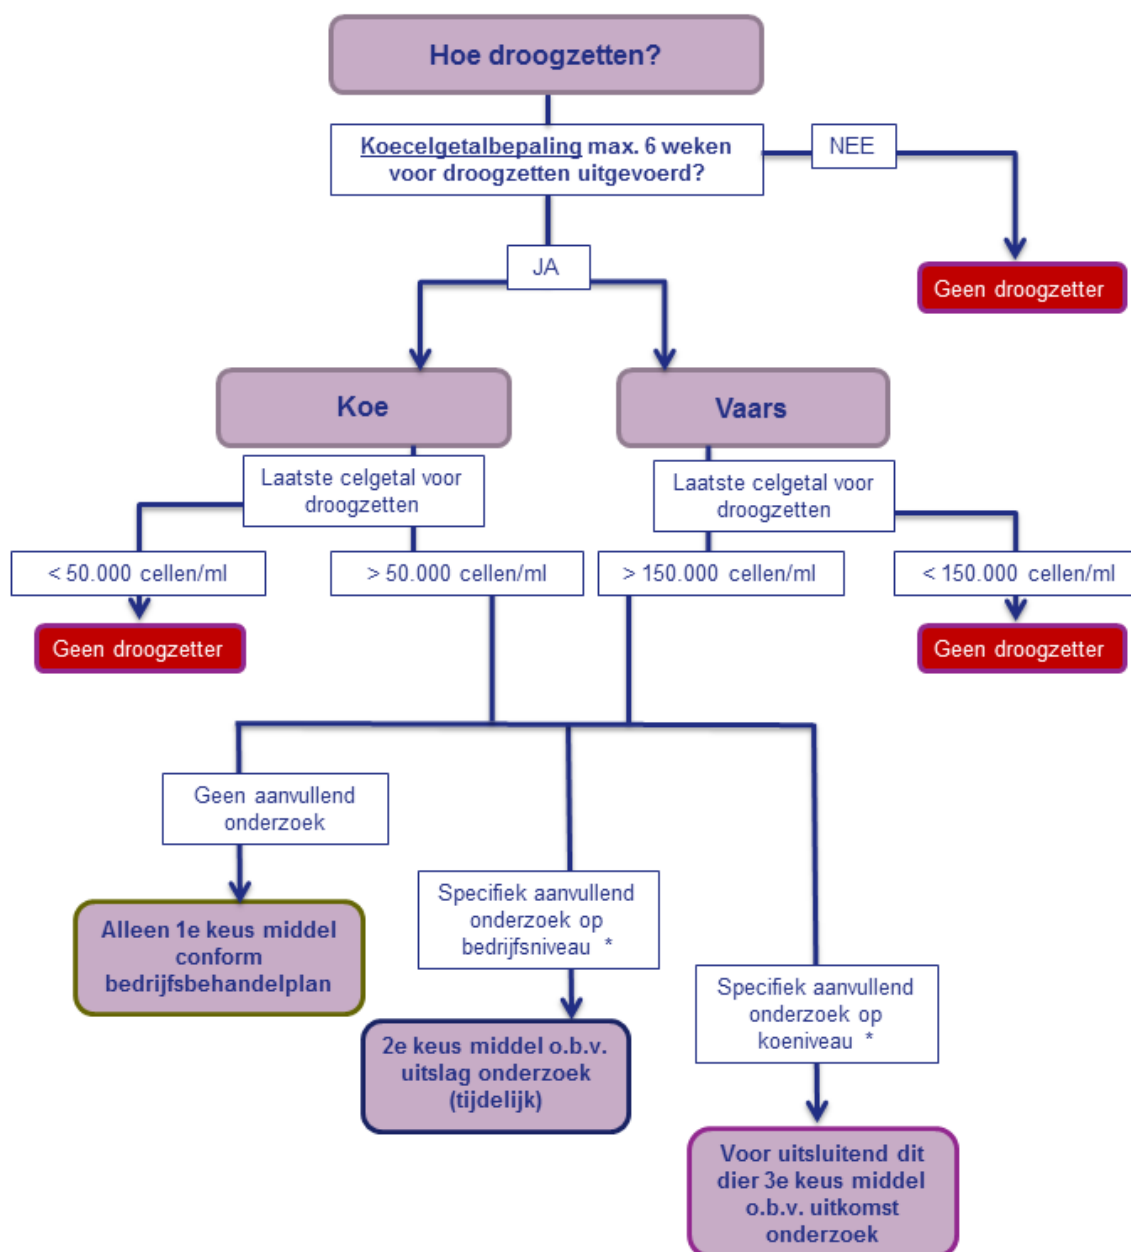 Hoe droogzetten?
Koecelgetalbepaling max. 6 weken
voor droogzetten uitgevoerd?
NEE
JA
Geen droogzetter
Koe
Vaars
Laatste celgetal voor
droogzetten
Laatste celgetal voor
droogzetten
< 50.000 cellen/ml
> 50.000 cellen/ml
> 150.000 cellen/ml
< 150.000 cellen/ml
Geen droogzetter
Geen droogzetter
Geen aanvullend
onderzoek
Alleen 1e keus middel
conform
bedrijfsbehandelplan
Specifiek aanvullend
onderzoek op
bedrijfsniveau *
2e keus middel o.b.v.
uitslag onderzoek
(tijdelijk)
Specifiek aanvullend
onderzoek op
koeniveau *
Voor uitsluitend dit
dier 3e keus middel
o.b.v. uitkomst
onderzoek